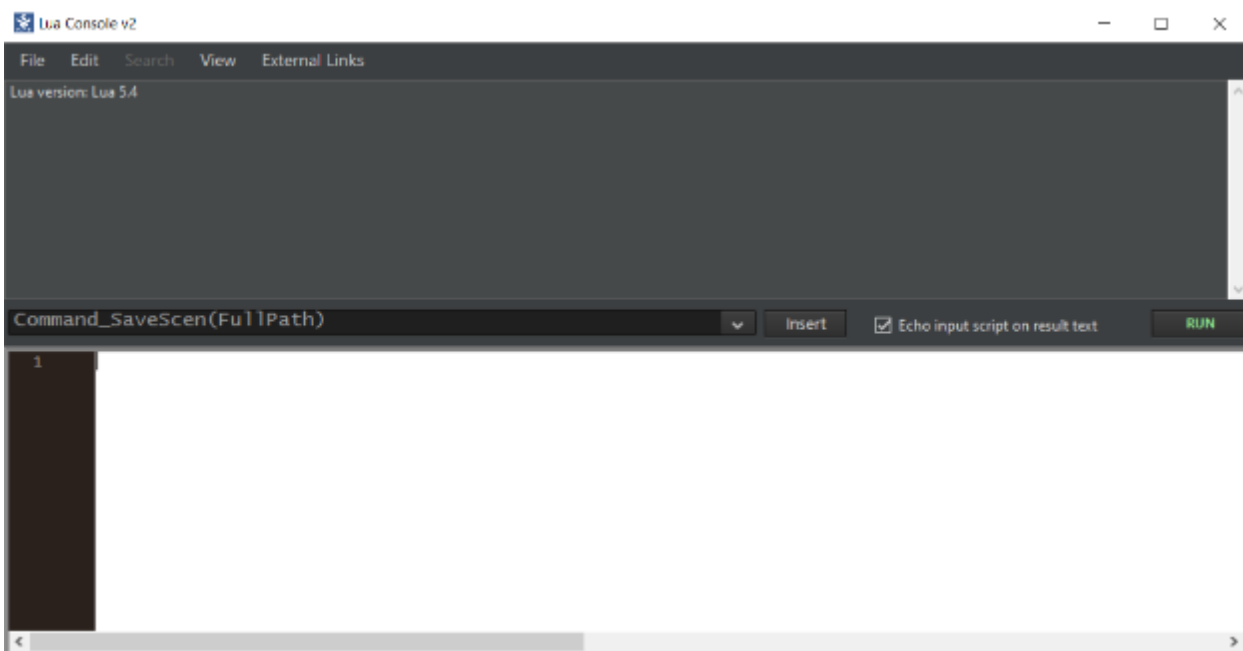 Lua Console v2
File Edit Search View External Links
Lua version: Lua 5.4
Command_SaveScen(FullPath) Insert Echo input script on result text RUN
1